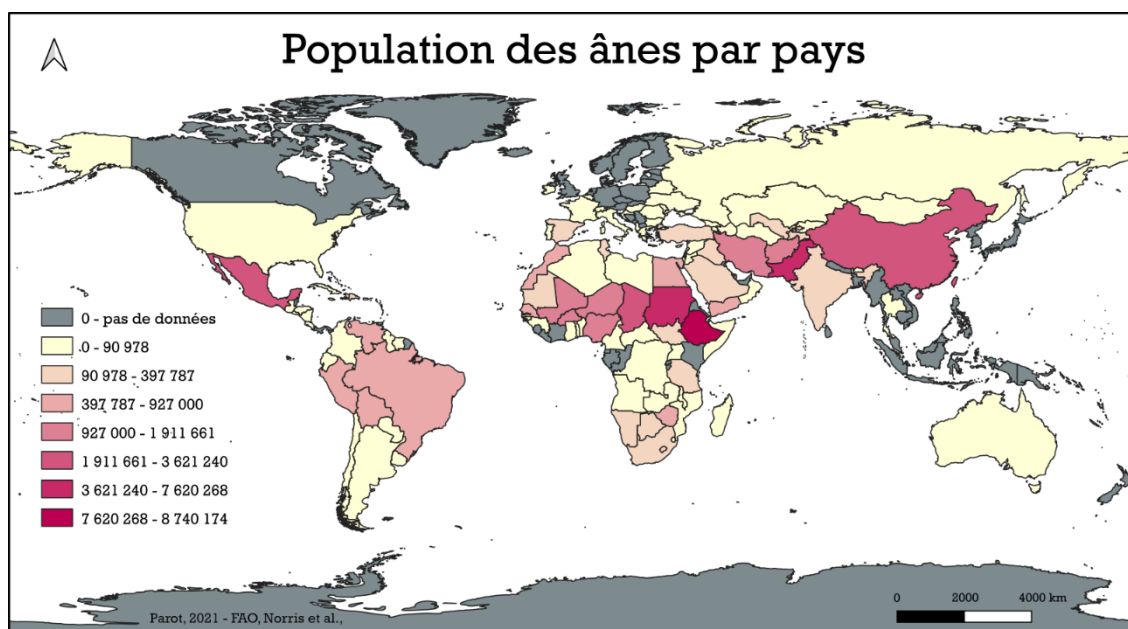 Population des ânes par pays
0 - pas de données
0 - 90 978
90 978 - 397 787
397 787 - 927 000
927 000 - 1 911 661
1 911 661 - 3 621 240
3 621 240 - 7 620 268
7 620 268 - 8 740 174
Parot, 2021 - FAO, Norris et al.,
0 2000 4000 km